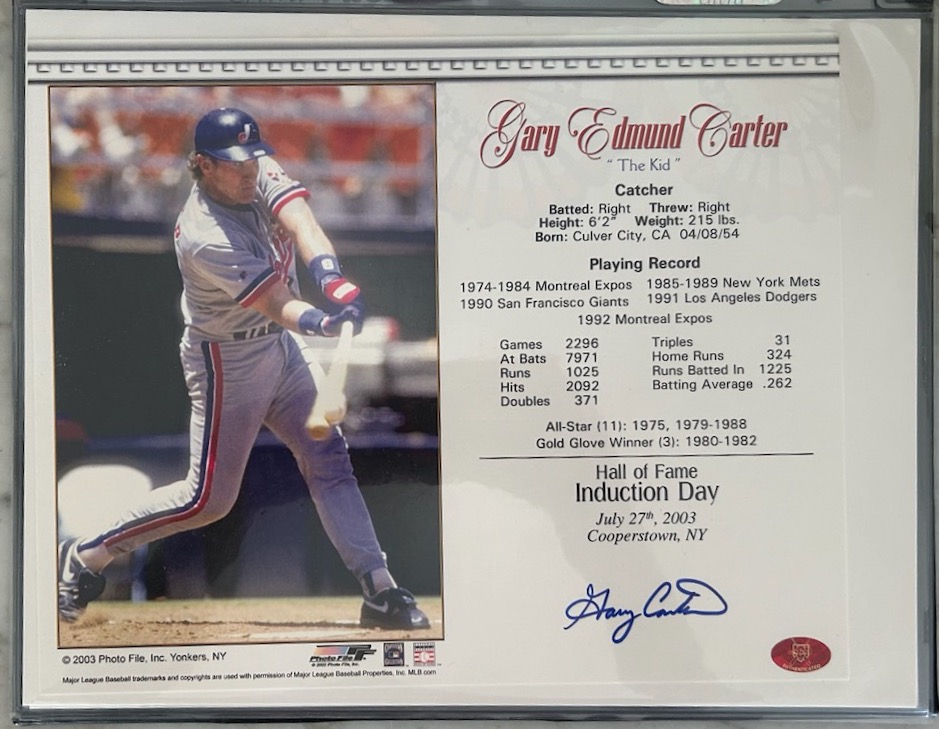 Gary Edmund Carter
"The Kid"
Catcher
Batted: Right Threw: Right
Height: 6'2" Weight: 215 lbs.
Born: Culver City, CA 04/08/54
Playing Record
1974-1984 Montreal Expos 1985-1989 New York Mets
1990 San Francisco Giants 1991 Los Angeles Dodgers
1992 Montreal Expos
Games 2296 Triples 31
At Bats 7971 Home Runs 324
Runs 1025 Runs Batted In 1225
Hits 2092 Batting Average .262
Doubles 371
All-Star (11): 1975, 1979-1988
Gold Glove Winner (3): 1980-1982
Hall of Fame
Induction Day
July 27th, 2003
Cooperstown, NY
Gary Carter
AUTHENTICATED
© 2003 Photo File, Inc. Yonkers, NY
Photo File
© 2003 Photo File, Inc.
Major League Baseball trademarks and copyrights are used with permission of Major League Baseball Properties, Inc. MLB.com